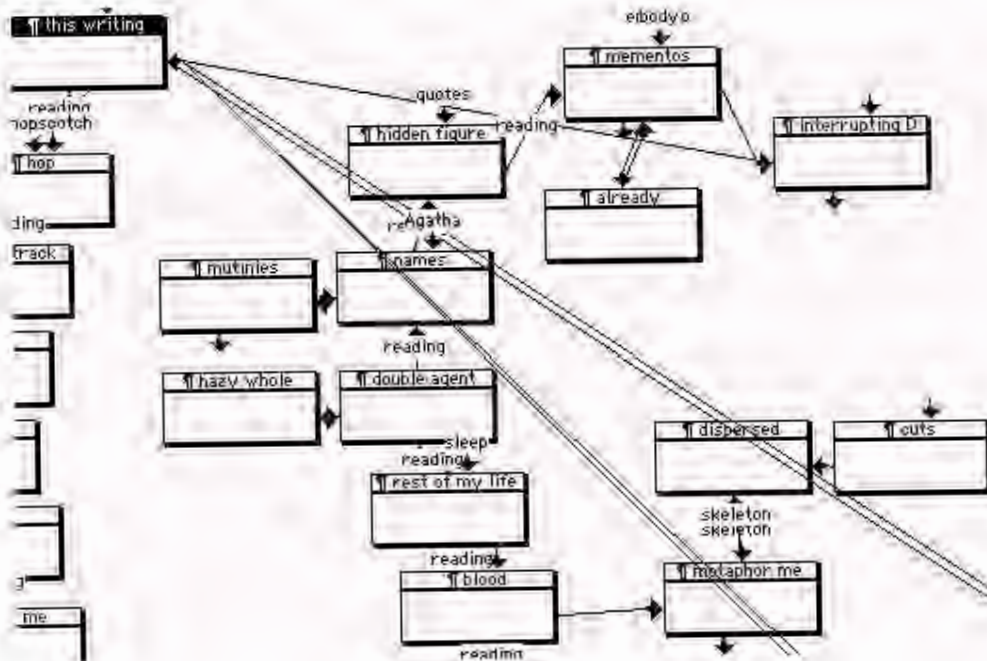 ¶ this writing
reading
hopscotch
¶ hop
ding
track
me
erbody o
¶ mementos
quotes
¶ hidden figure
reading
¶ interrupting D
¶ already
Agatha
¶ mutinies
¶ names
reading
¶ hazy whole
¶ double agent
sleep
reading
¶ rest of my life
reading
¶ blood
reading
¶ dispersed
¶ cuts
skeleton
skeleton
¶ metaphor me